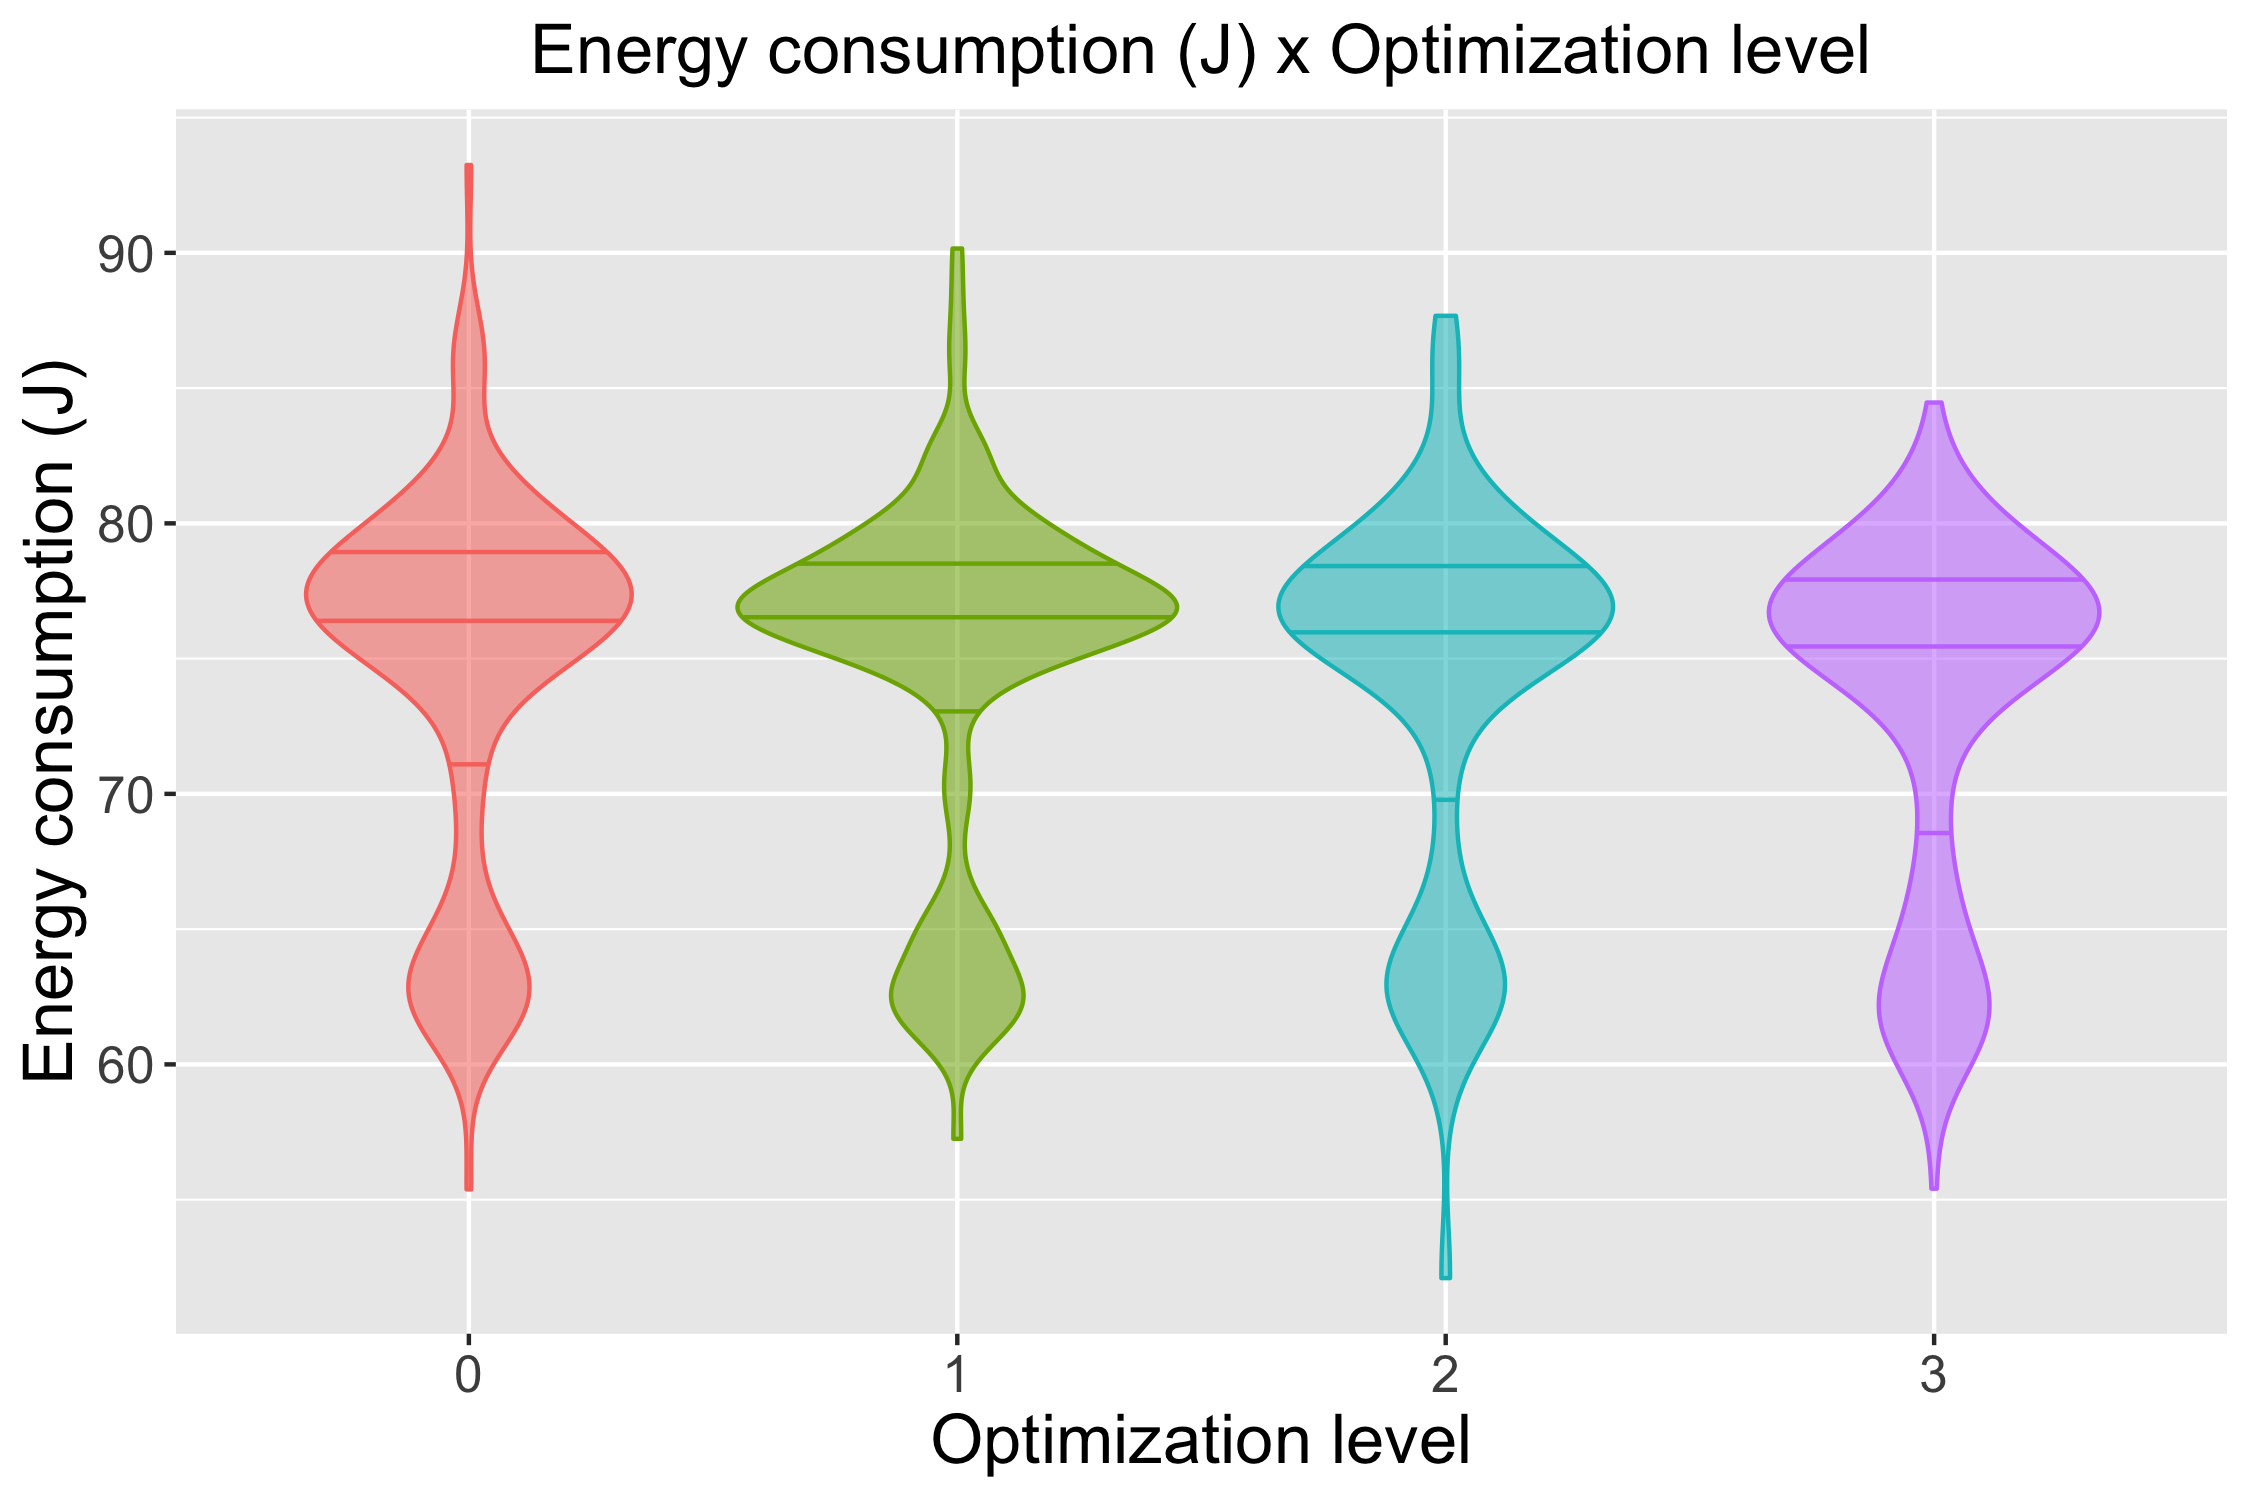 Energy consumption (J) x Optimization level
Energy consumption (J)
90
80
70
60
0 1 2 3
Optimization level